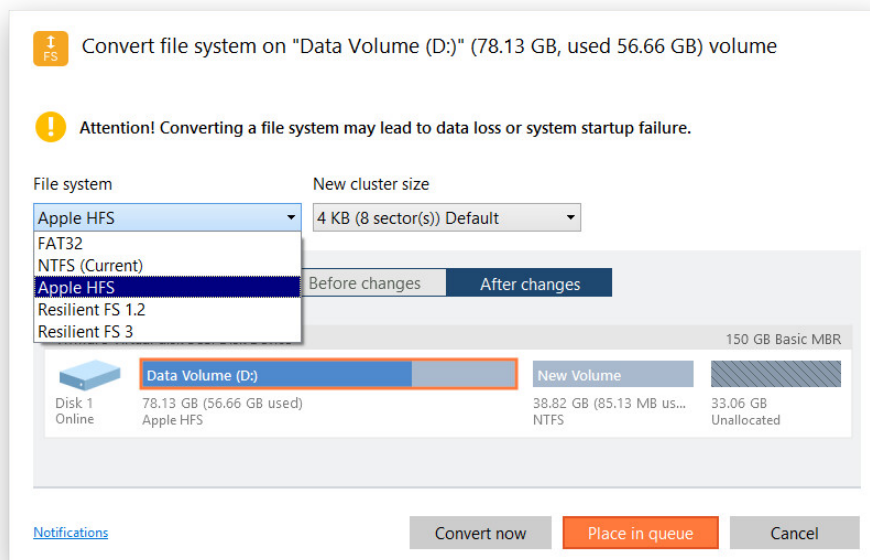 FS
Convert file system on "Data Volume (D:)" (78.13 GB, used 56.66 GB) volume
Attention! Converting a file system may lead to data loss or system startup failure.
File system
New cluster size
Apple HFS
4 KB (8 sector(s)) Default
FAT32
NTFS (Current)
Apple HFS
Resilient FS 1.2
Resilient FS 3
Before changes
After changes
150 GB Basic MBR
Data Volume (D:)
New Volume
Disk 1
Online
78.13 GB (56.66 GB used)
Apple HFS
38.82 GB (85.13 MB us...
NTFS
33.06 GB
Unallocated
Notifications
Convert now
Place in queue
Cancel